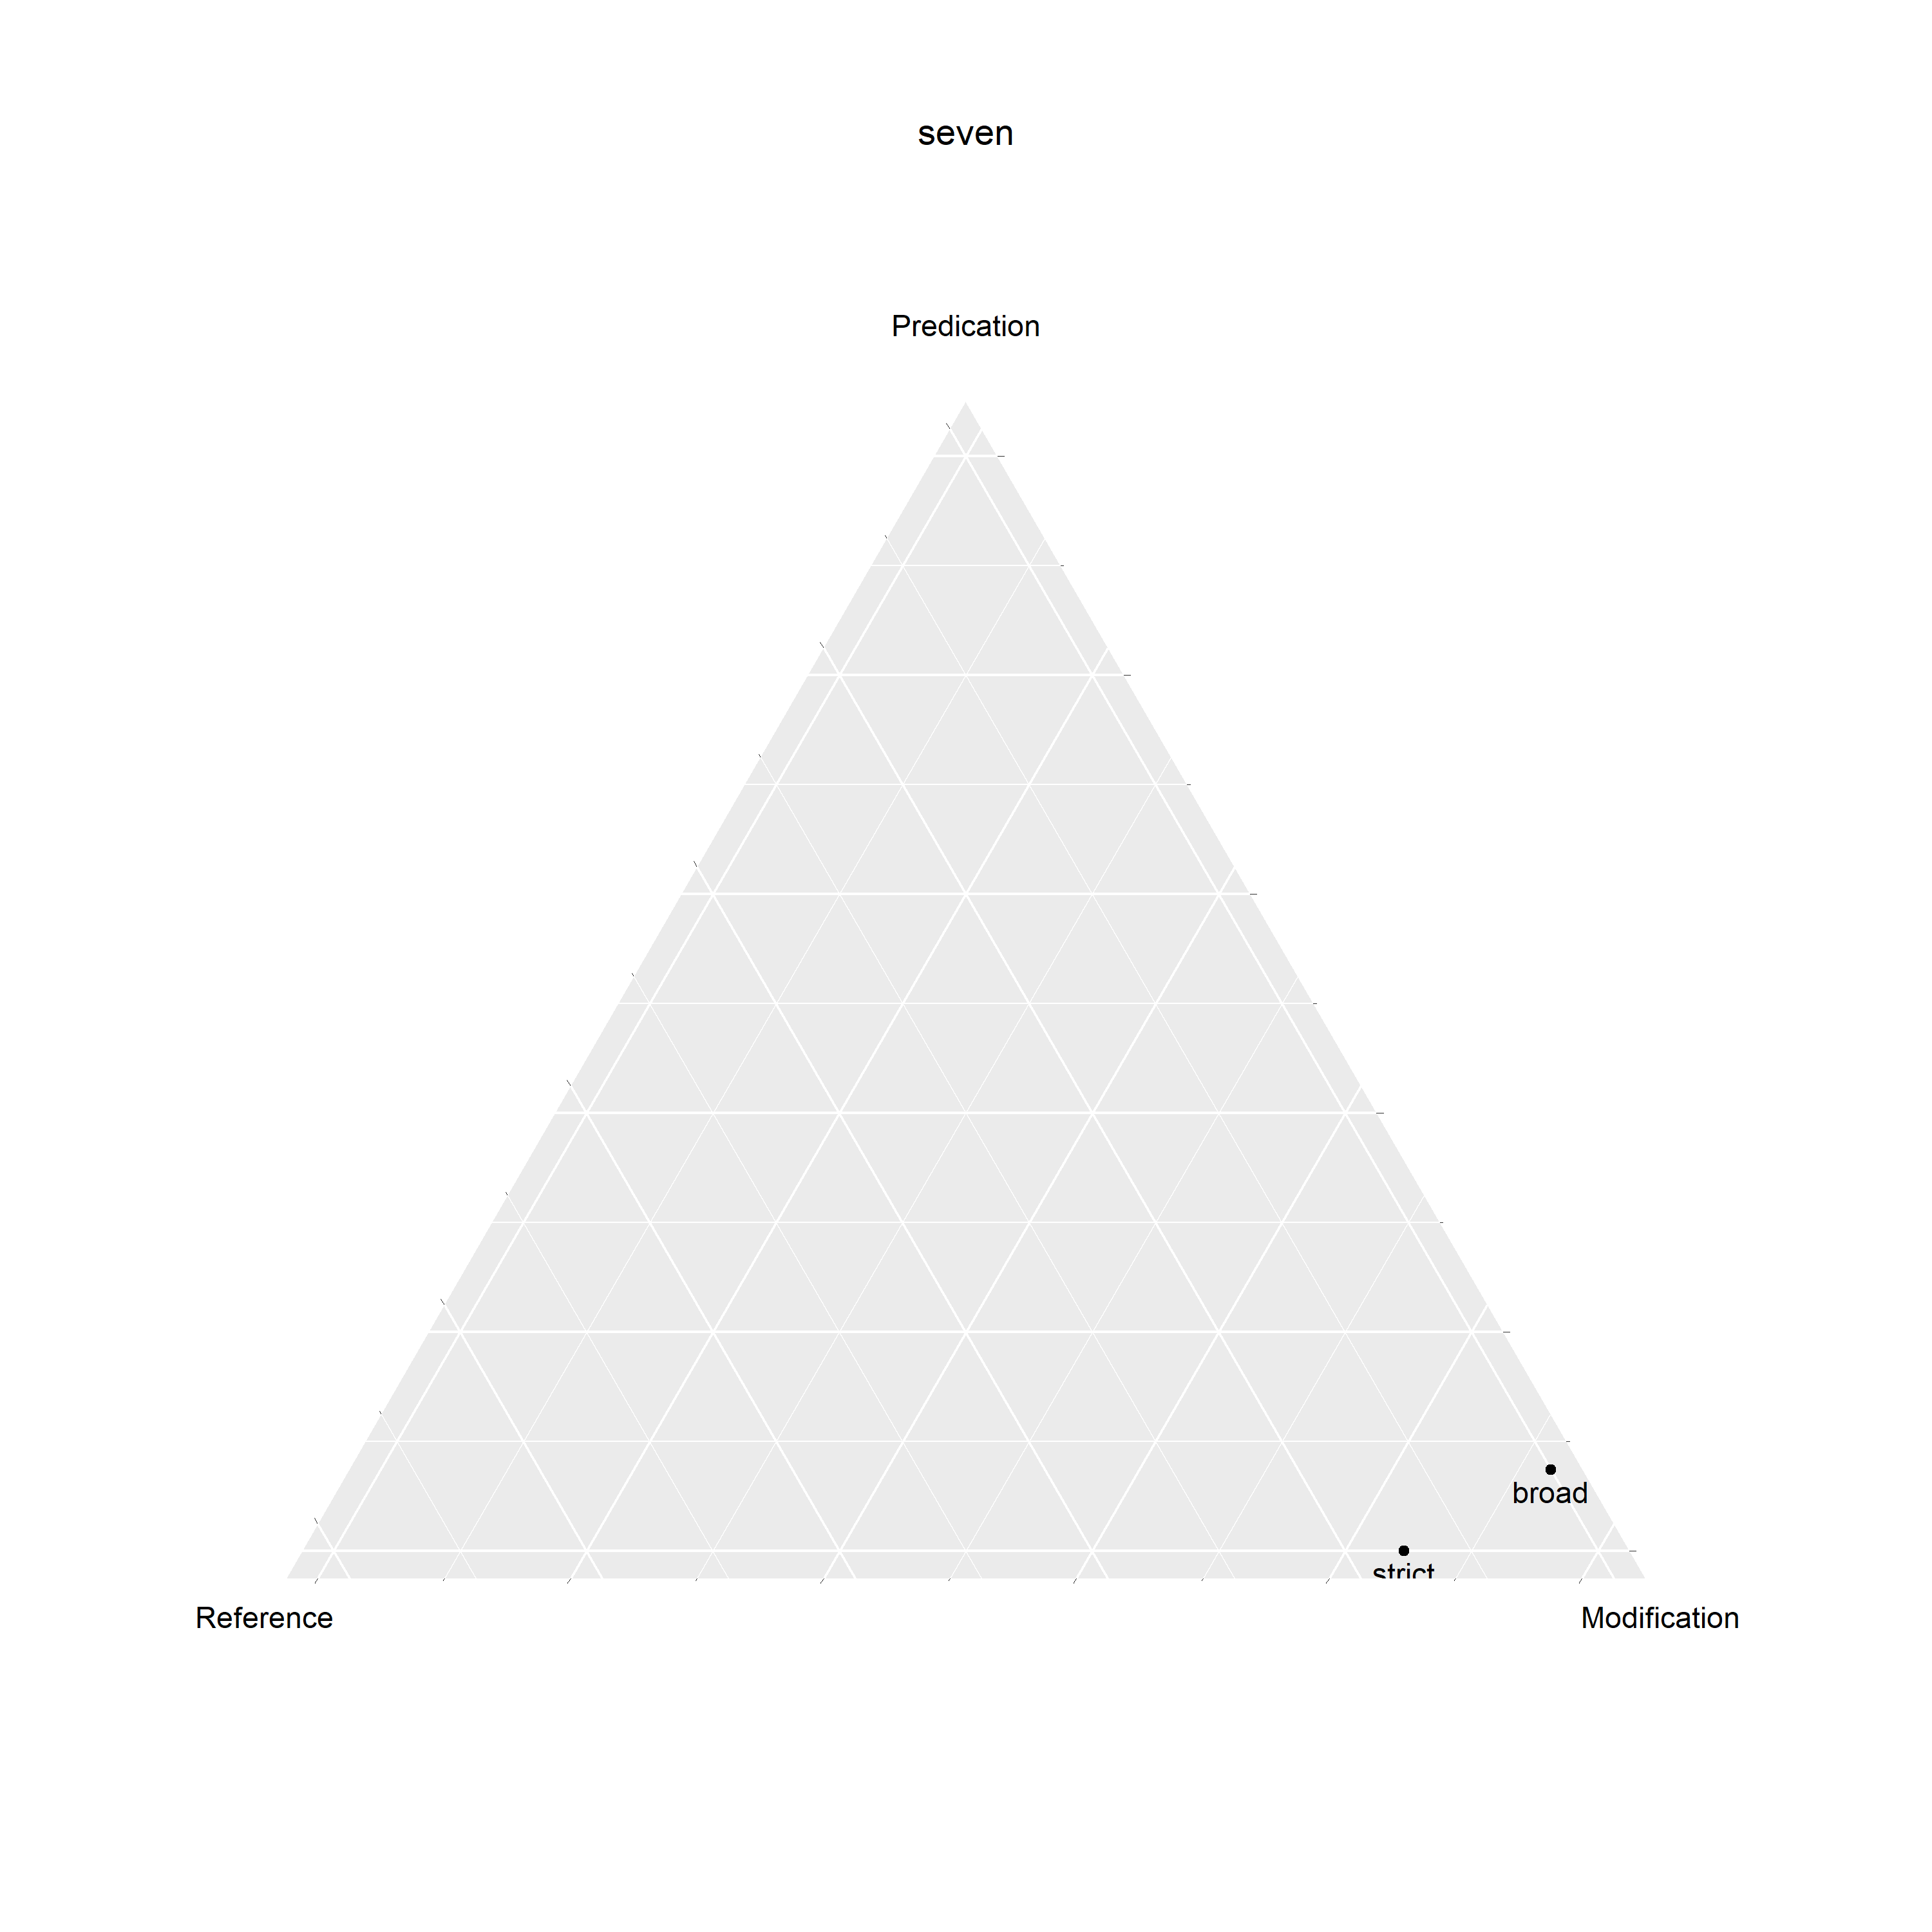 seven
Predication
broad
strict
Reference
Modification